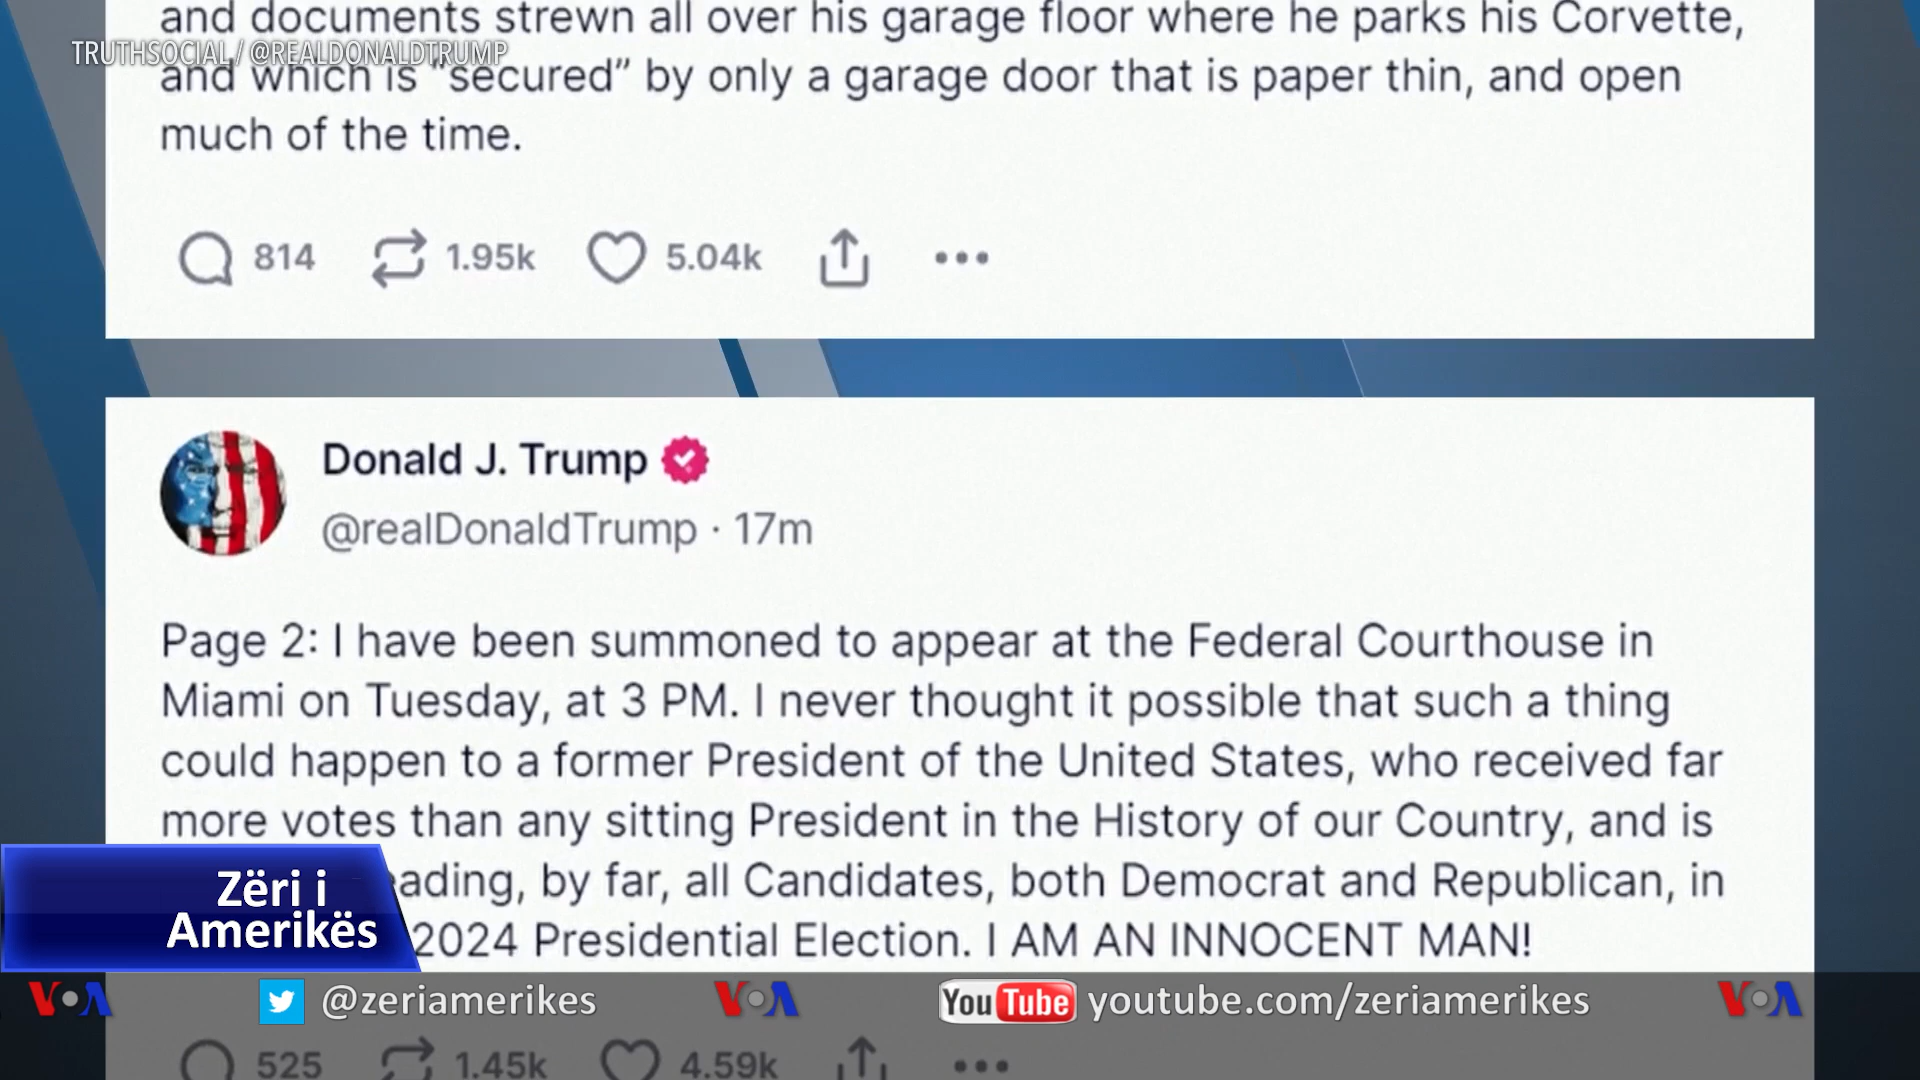 and documents strewn all over his garage floor where he parks his Corvette,
TRUTHSOCIAL / @REALDONALDTRUMP
and which is “secured” by only a garage door that is paper thin, and open
much of the time.
814 1.95k 5.04k
Donald J. Trump
@realDonaldTrump · 17m
Page 2: I have been summoned to appear at the Federal Courthouse in
Miami on Tuesday, at 3 PM. I never thought it possible that such a thing
could happen to a former President of the United States, who received far
more votes than any sitting President in the History of our Country, and is
ading, by far, all Candidates, both Democrat and Republican, in
2024 Presidential Election. I AM AN INNOCENT MAN!
Zëri i
Amerikës
VOA @zeriamerikes VOA You Tube youtube.com/zeriamerikes VOA
525 1.45k 4.59k